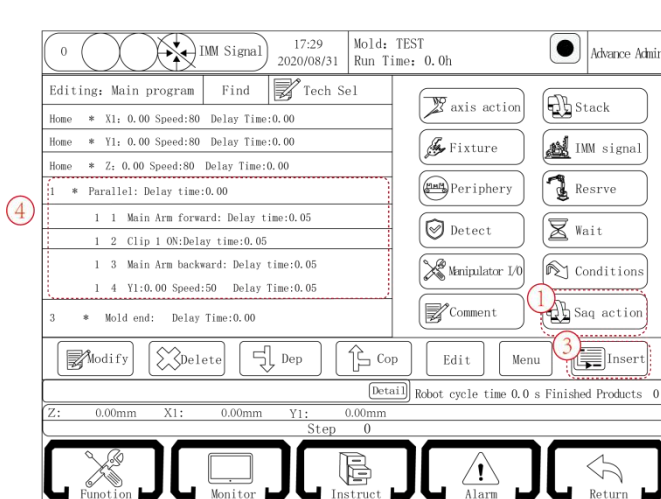 0 IMM Signal 17:29 2020/08/31 Mold: TEST Run Time: 0.0h Advance Admin
Editing: Main program Find Tech Sel
Home * X1: 0.00 Speed:80 Delay Time:0.00
Home * Y1: 0.00 Speed:80 Delay Time:0.00
Home * Z: 0.00 Speed:80 Delay Time:0.00
1 * Parallel: Delay time:0.00
1 1 Main Arm forward: Delay time:0.05
1 2 Clip 1 ON:Delay time:0.05
1 3 Main Arm backward: Delay time:0.05
1 4 Y1:0.00 Speed:50 Delay Time:0.05
3 * Mold end: Delay Time:0.00
4
axis action Stack
Fixture IMM signal
Periphery Resrve
Detect Wait
Manipulator I/O Conditions
Comment 1 Saq action
Modify Delete Dep Cop Edit Menu 3 Insert
Detail Robot cycle time 0.0 s Finished Products 0
Z: 0.00mm X1: 0.00mm Y1: 0.00mm
Step 0
Funotion Monitor Instruct Alarm Return